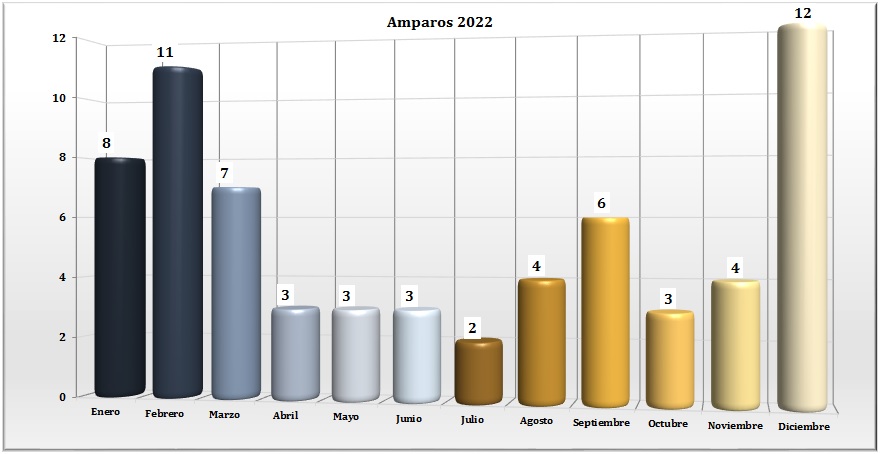 Amparos 2022
12
10
8
6
4
2
0
8
11
7
3
3
3
2
4
6
3
4
12
Enero
Febrero
Marzo
Abril
Mayo
Junio
Julio
Agosto
Septiembre
Octubre
Noviembre
Diciembre